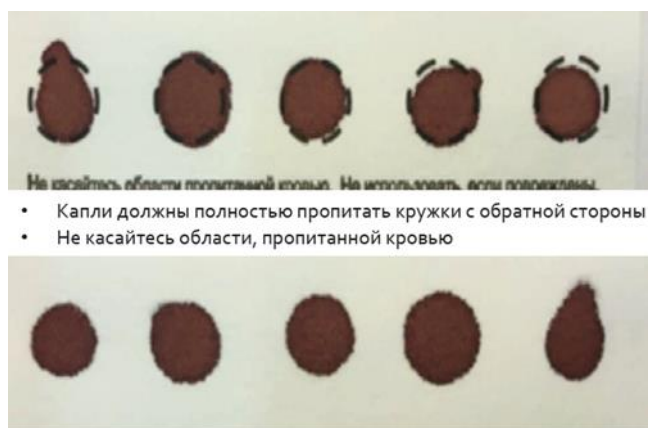 Не касайтесь области пропитанной кровью. Не использовать, если повреждены.
• Капли должны полностью пропитать кружки с обратной стороны
• Не касайтесь области, пропитанной кровью